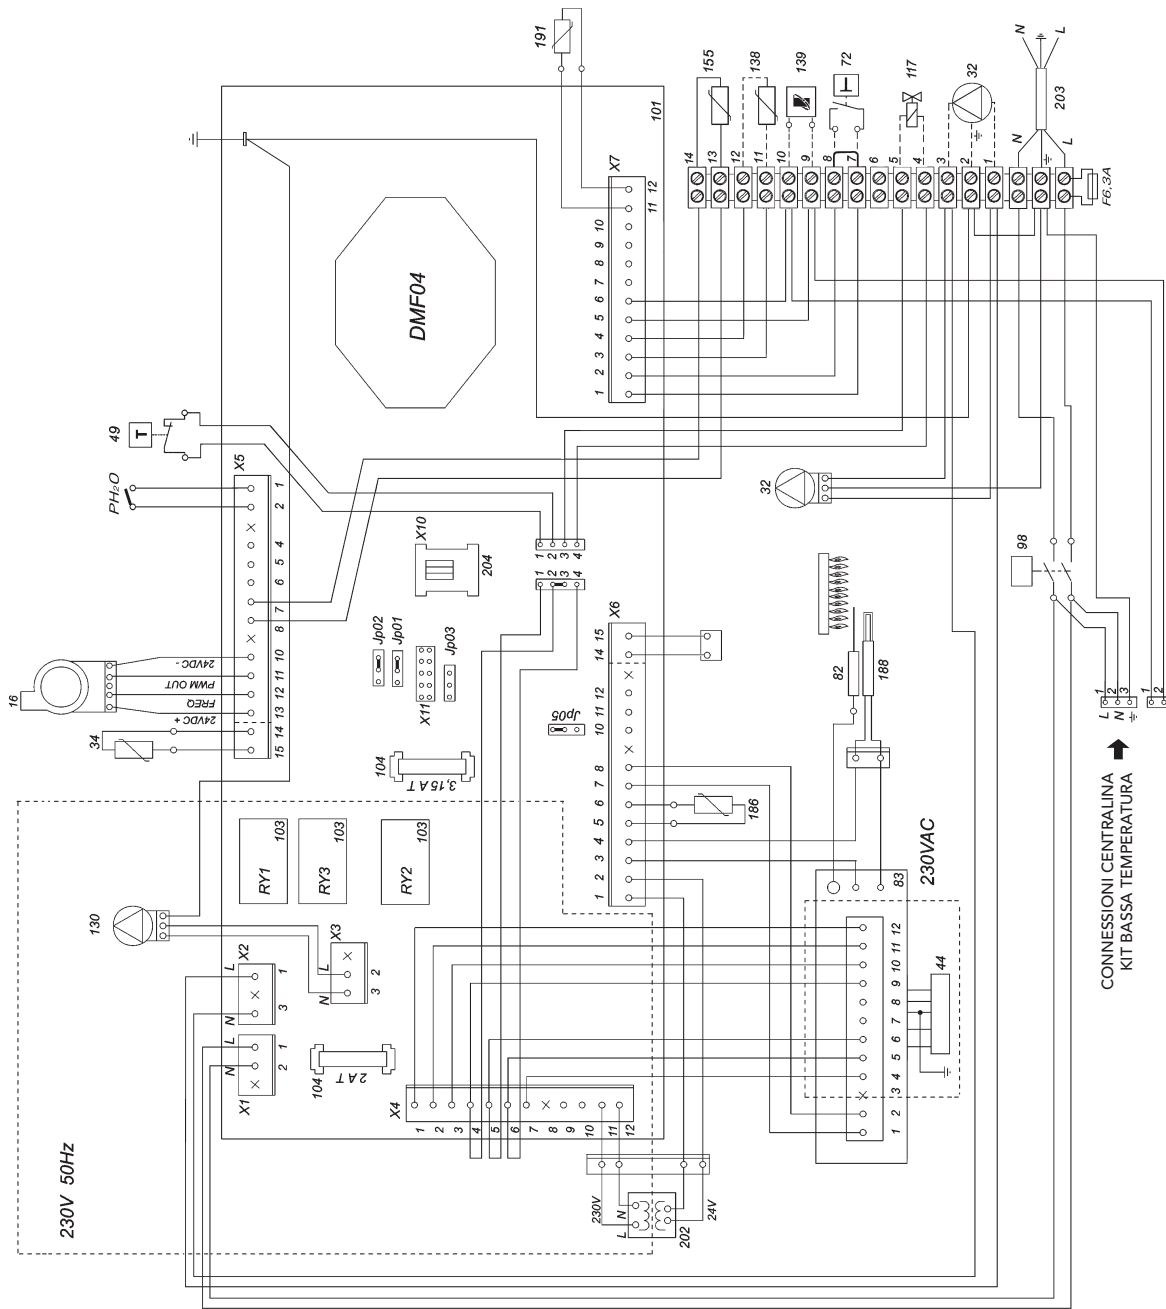 191
101
155
138
139
72
117
32
N
L
203
N
L
14
13
12
11
10
9
8
7
6
5
4
3
2
1
F6,3A
X7
12
11
10
9
8
7
6
5
4
3
2
1
DMF04
49
T
PH2O
X5
1
2
4
5
6
7
8
10
11
12
13
14
15
16
24VDC -
PWM OUT
FREQ
24VDC +
34
X10
204
1
2
3
4
1
2
3
4
Jp02
Jp01
X11
Jp03
Jp05
104
3,15 A T
X6
15
14
12
11
10
8
7
6
5
4
3
2
1
186
32
98
82
188
L
N
1
2
3
1
2
CONNESSIONI CENTRALINA
KIT BASSA TEMPERATURA
RY1
103
RY3
103
RY2
103
130
X2
L
N
1
3
X3
L
N
2
3
X1
L
N
1
2
104
2 A T
X4
1
2
3
4
5
6
7
8
9
10
11
12
230V 50Hz
230V
24V
L
N
202
230VAC
83
12
11
10
9
8
7
6
5
4
3
2
1
44